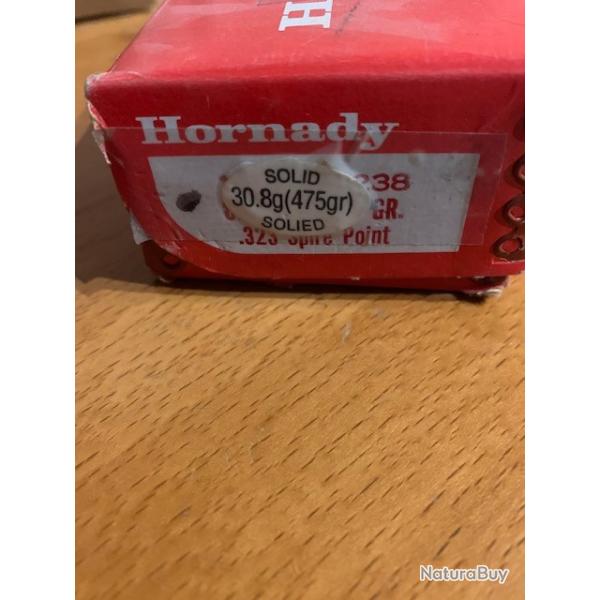 H
Hornady
SOLID
30.8g(475gr)
SOLIED
238
GR.
.323 Spire Point
NaturaBuy